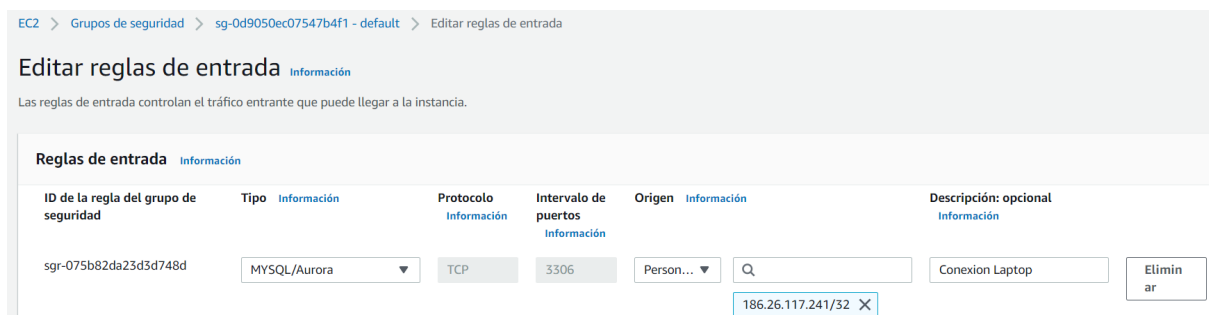 EC2 > Grupos de seguridad > sg-0d9050ec07547b4f1 - default > Editar reglas de entrada
Editar reglas de entrada Información
Las reglas de entrada controlan el tráfico entrante que puede llegar a la instancia.
Reglas de entrada Información
ID de la regla del grupo de seguridad
Tipo Información
Protocolo Información
Intervalo de puertos Información
Origen Información
Descripción: opcional Información
sgr-075b82da23d3d748d
MYSQL/Aurora
TCP
3306
Person...
Conexion Laptop
Elimin
ar
186.26.117.241/32